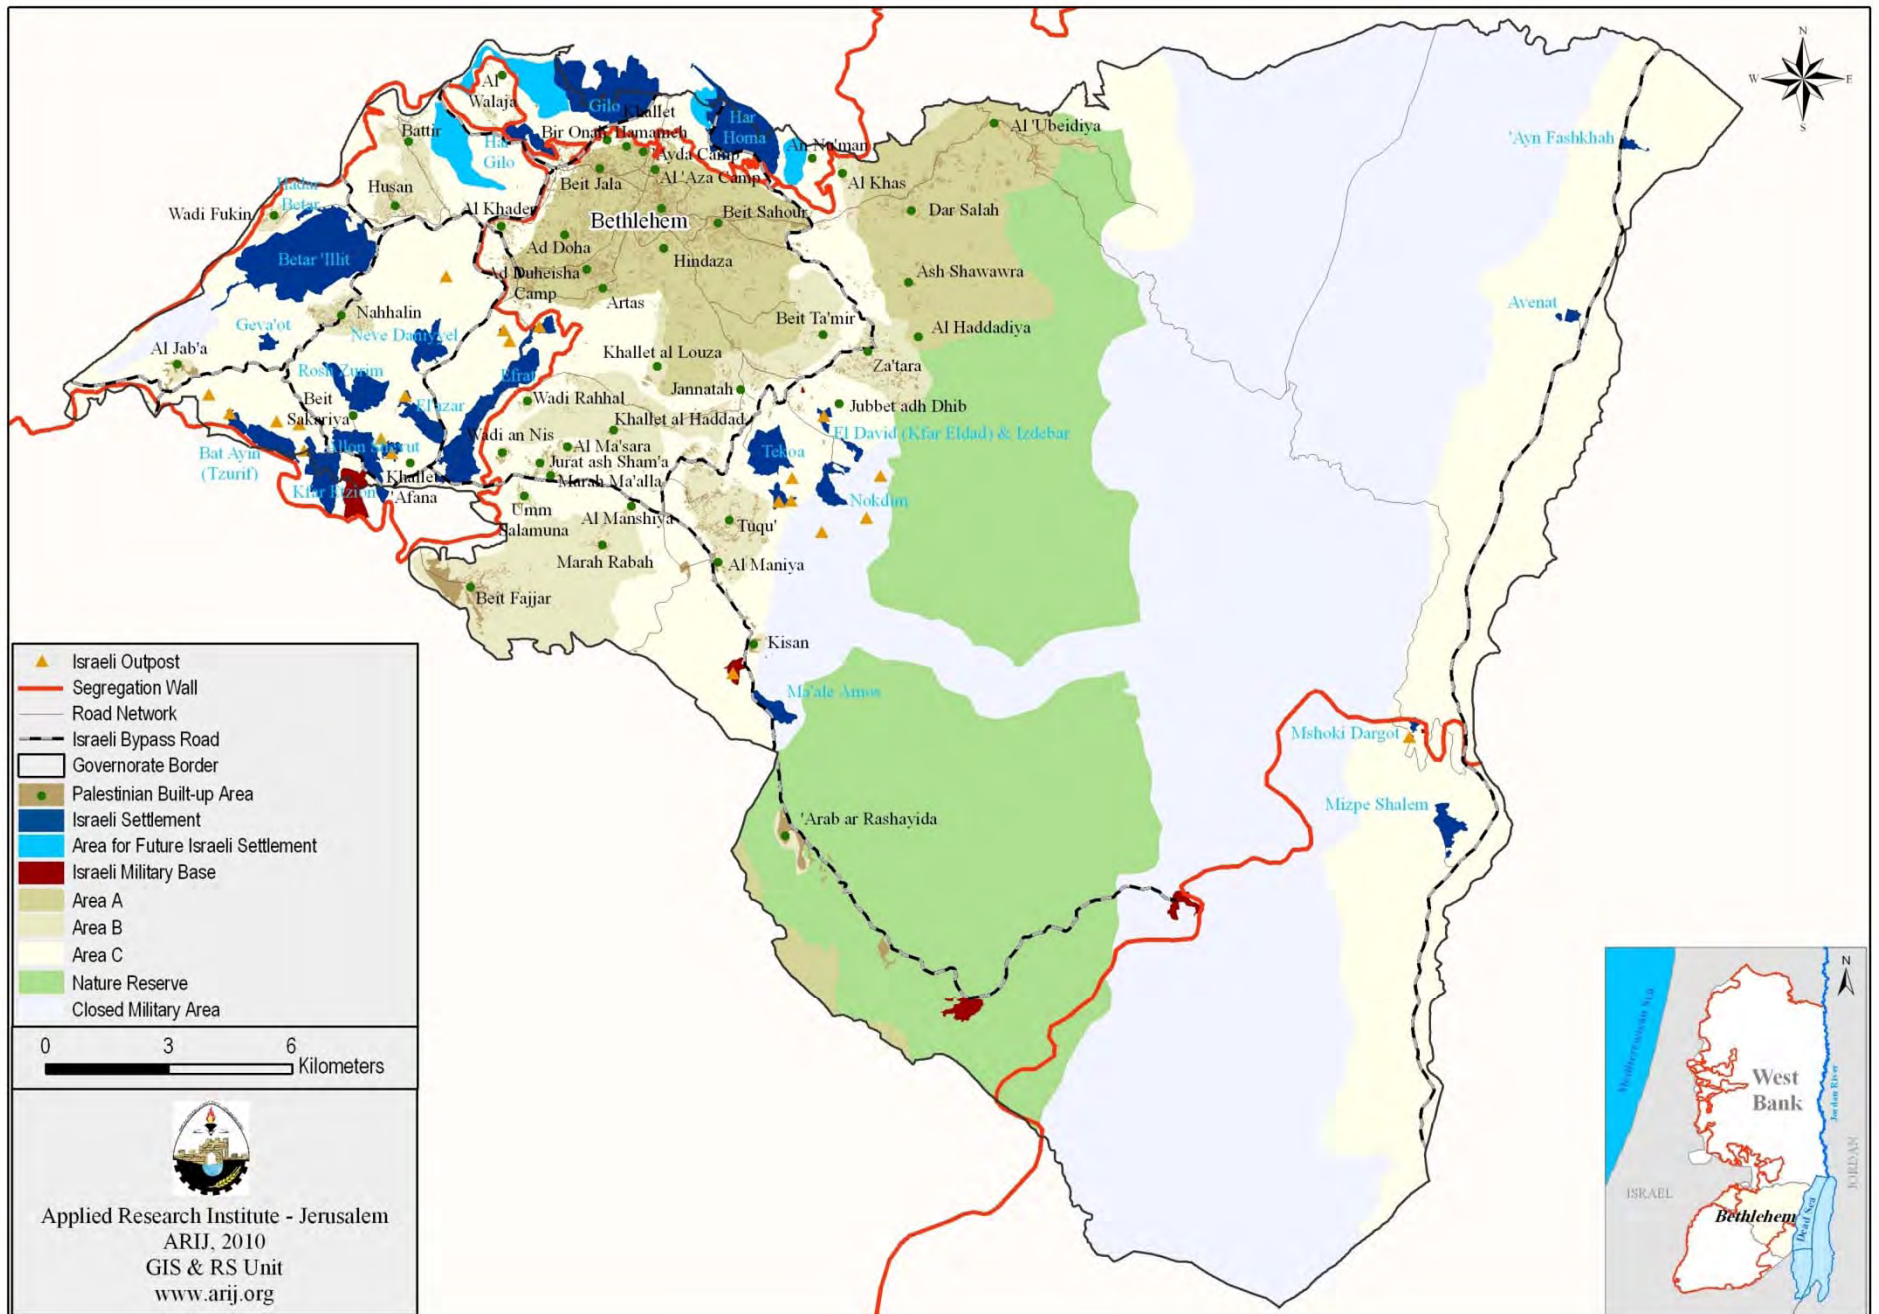 N
W
E
S
Al
Walaja
Gilo
Khallet
Hamameh
Bir Onah
Har
Homa
Al 'Ubeidiya
'Ayn Fashkhah
Battir
Har
Gilo
Ayda Camp
An Nu'man
Beit Jala
Al 'Aza Camp
Al Khas
Husan
Hadar
Betar
Wadi Fukin
Al Khader
Bethlehem
Beit Sahour
Dar Salah
Betar 'Illit
Ad Doha
Hindaza
Ad Duheisha
Camp
Ash Shawawra
Artas
Avenat
Nahhalin
Geva'ot
Neve Daniyyel
Beit Ta'mir
Al Haddadiya
Al Jab'a
Khallet al Louza
Za'tara
Rosh Zurim
Efrat
Jannatah
Beit
Sakariya
El'azar
Wadi Rahhal
Jubbet adh Dhib
Khallet al Haddad
El David (Kfar Eldad) & Izdebar
Bat Ayin
(Tzurif)
Allon Shevut
Wadi an Nis
Al Ma'sara
Tekoa
Jurat ash Sham'a
Khallet
'Afana
Marah Ma'alla
Kfar Etzion
Nokdim
Umm
Salamuna
Al Manshiya
Tuqu'
Marah Rabah
Al Maniya
Beit Fajjar
Kisan
Ma'ale Amos
Mshoki Dargot
Mizpe Shalem
'Arab ar Rashayida
Israeli Outpost
Segregation Wall
Road Network
Israeli Bypass Road
Governorate Border
Palestinian Built-up Area
Israeli Settlement
Area for Future Israeli Settlement
Israeli Military Base
Area A
Area B
Area C
Nature Reserve
Closed Military Area
0 3 6
Kilometers
Applied Research Institute - Jerusalem
ARIJ, 2010
GIS & RS Unit
www.arij.org
N
Mediterranean Sea
West
Bank
Jordan River
JORDAN
ISRAEL
Bethlehem
Dead Sea